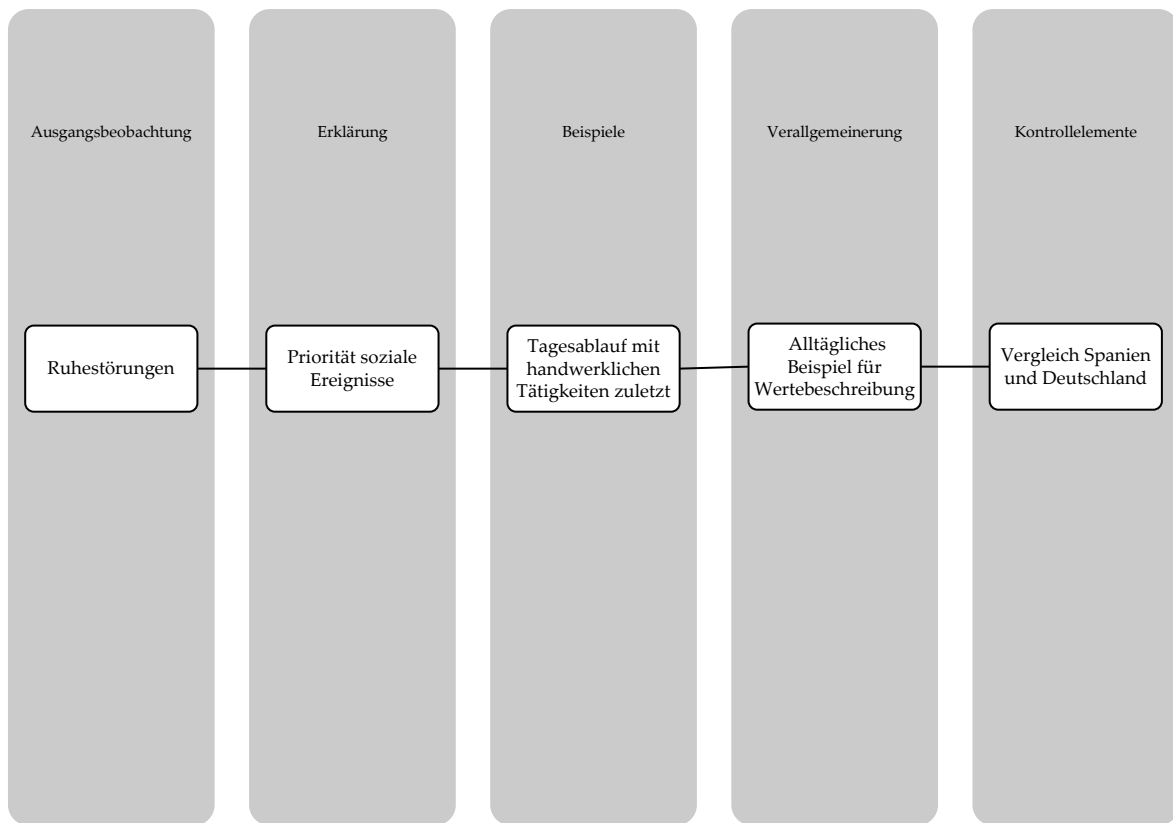 Ausgangsbeobachtung
Erklärung
Beispiele
Verallgemeinerung
Kontrollelemente
Ruhestörungen
Priorität soziale
Ereignisse
Tagesablauf mit
handwerklichen
Tätigkeiten zuletzt
Alltägliches
Beispiel für
Wertebeschreibung
Vergleich Spanien
und Deutschland